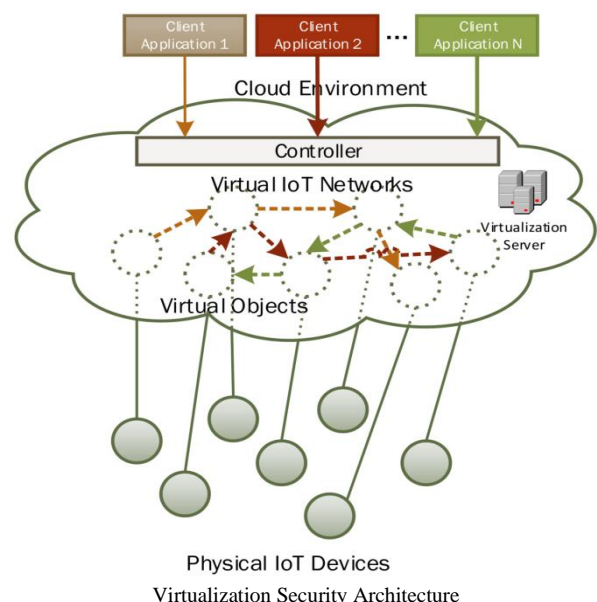 Client
Application 1
Client
Application 2
...
Client
Application N
Cloud Environment
Controller
Virtual IoT Networks
Virtualization
Server
Virtual Objects
Physical IoT Devices
Virtualization Security Architecture